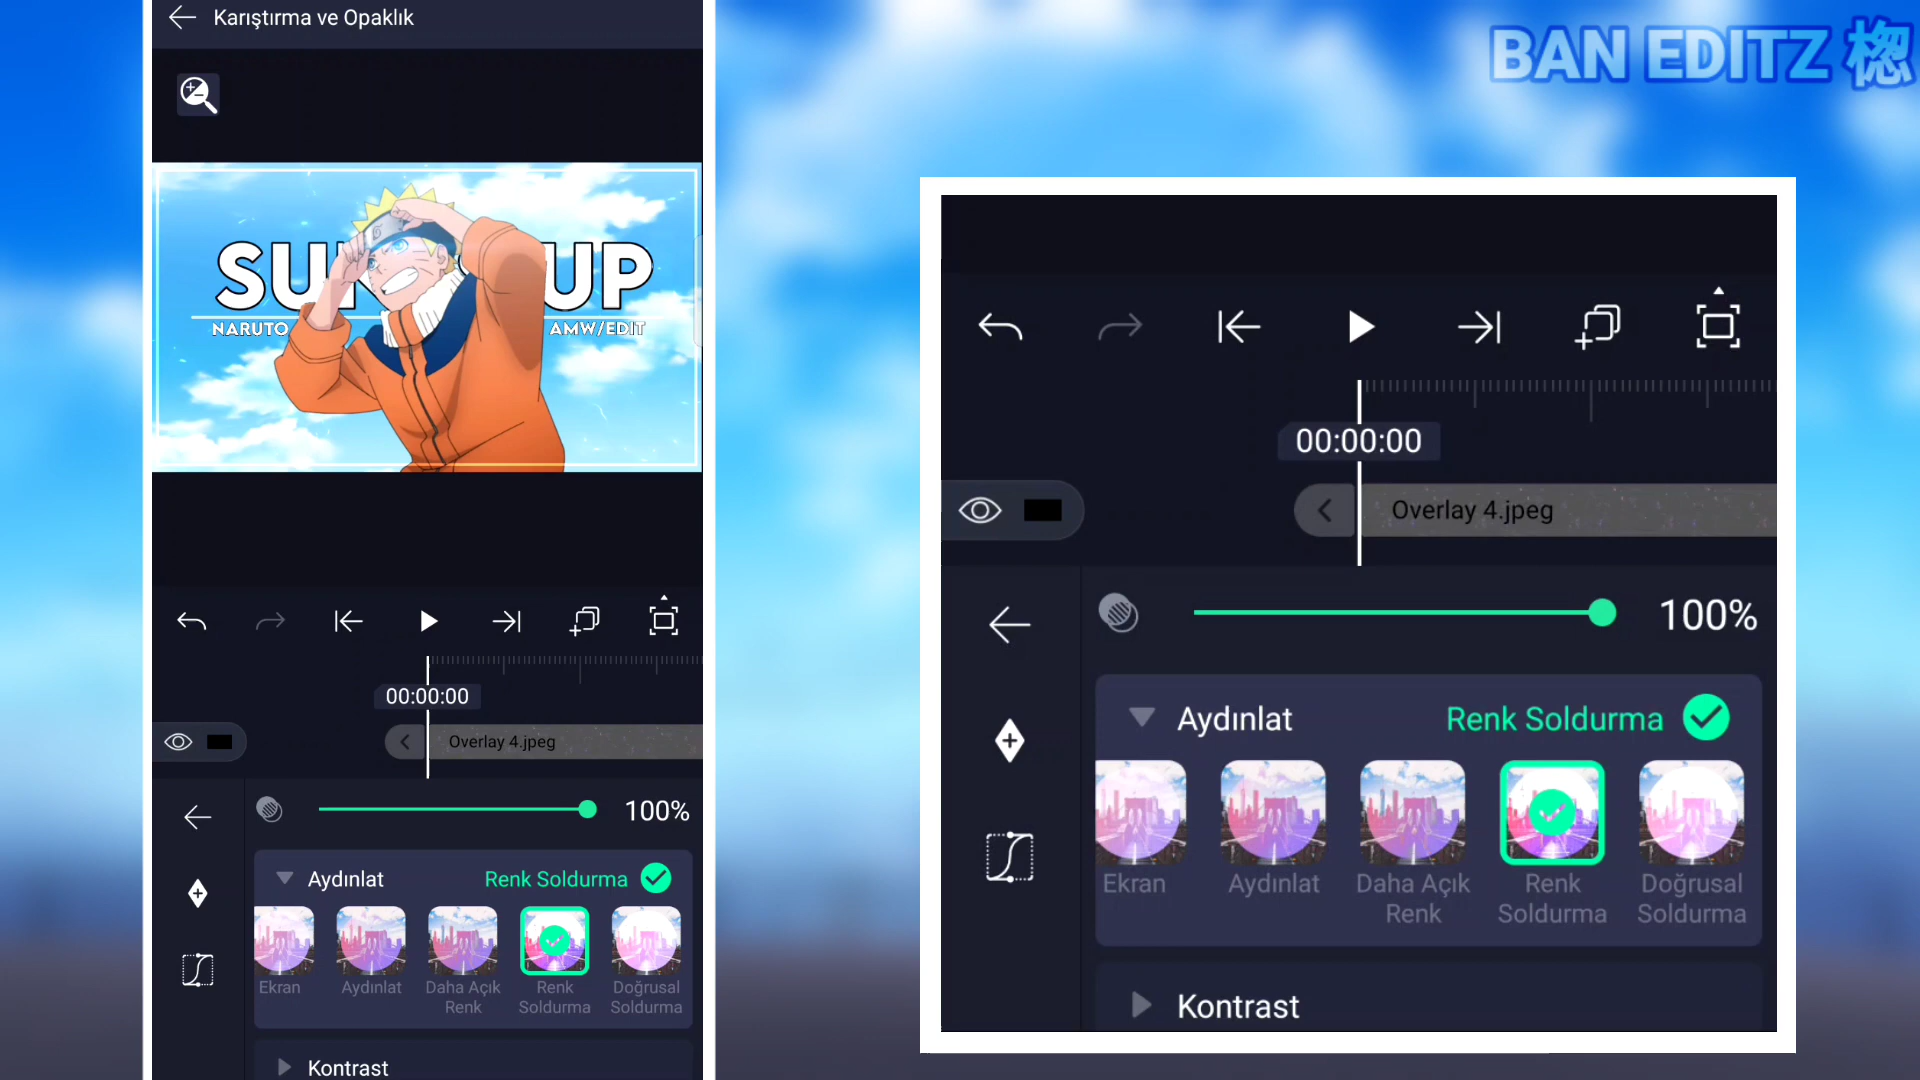 Karıştırma ve Opaklık
BAN EDITZ 楤
UP
NARUTO
AMW/EDIT
00:00:00
Overlay 4.jpeg
100%
Aydınlat
Renk Soldurma
Ekran
Aydınlat
Daha Açık
Renk
Renk
Soldurma
Doğrusal
Soldurma
Kontrast
00:00:00
Overlay 4.jpeg
100%
Aydınlat
Renk Soldurma
Ekran
Aydınlat
Daha Açık
Renk
Renk
Soldurma
Doğrusal
Soldurma
Kontrast